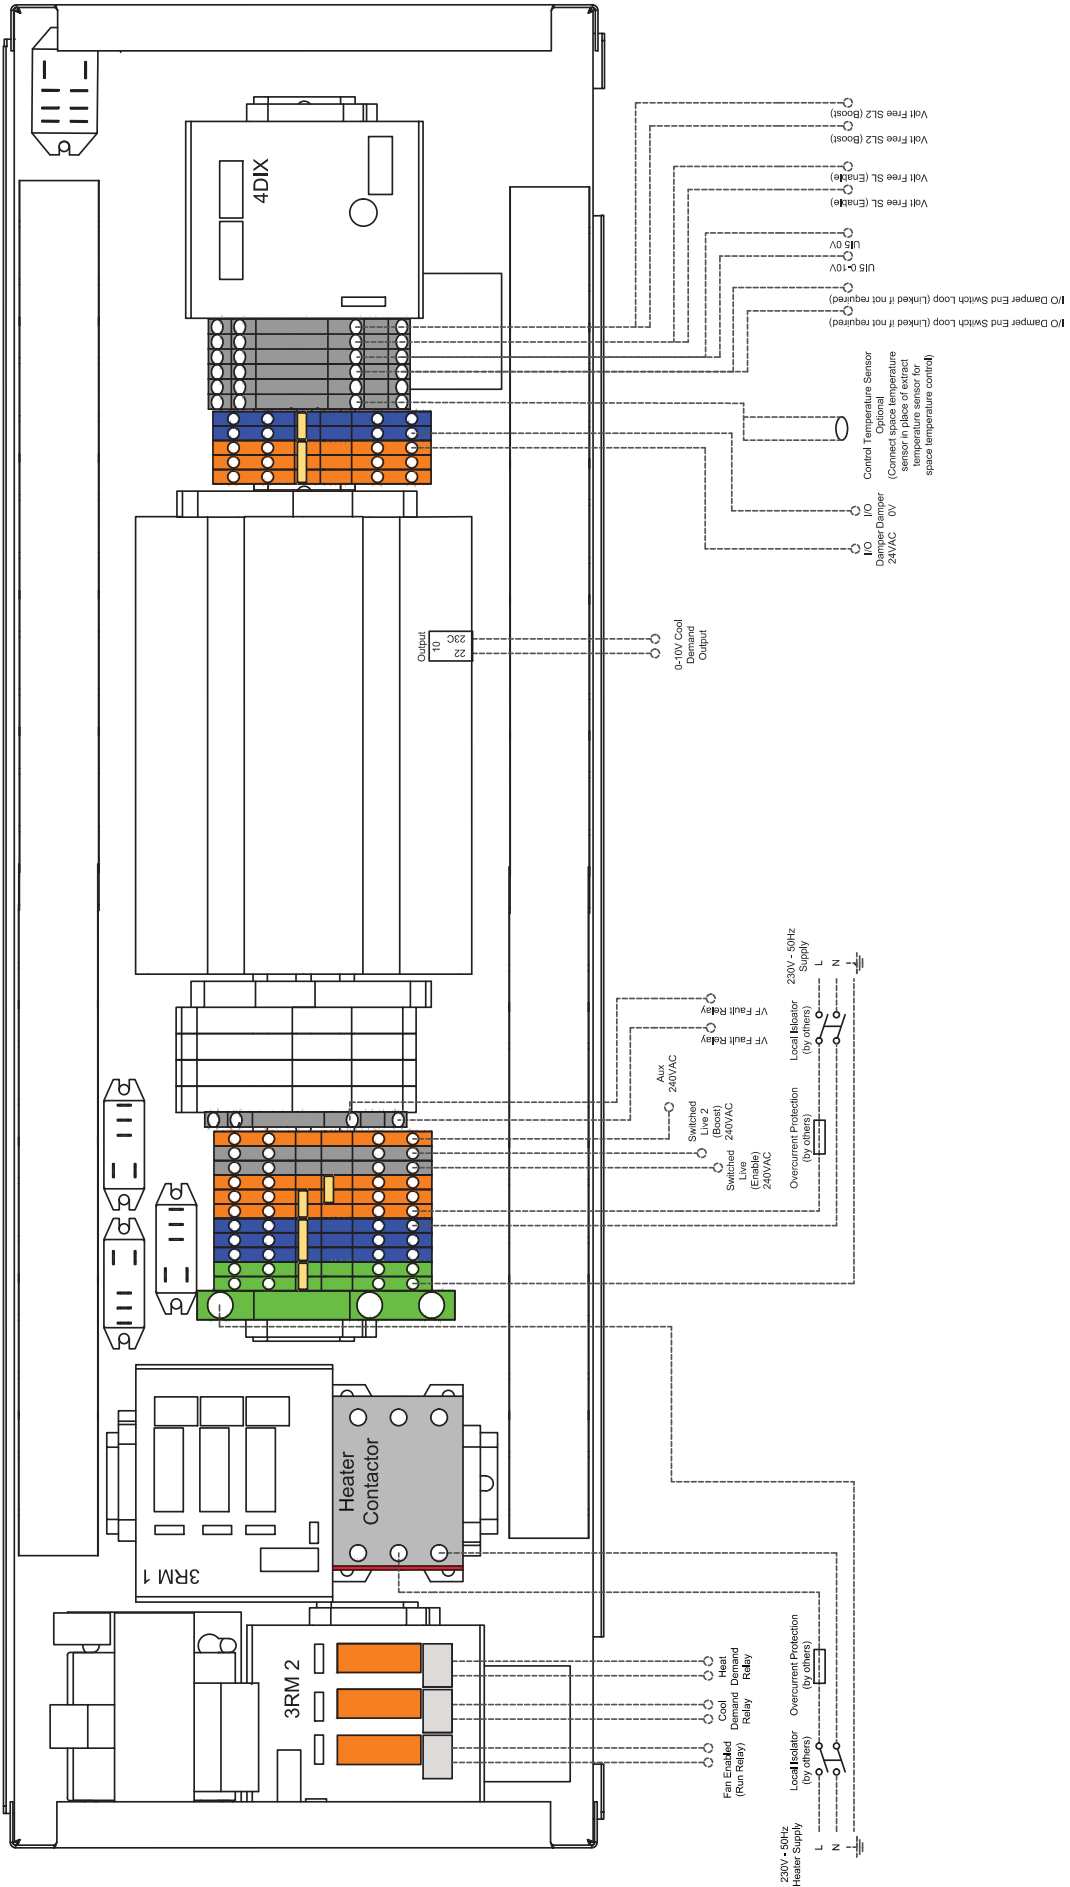 4DIX
Volt Free SL2 (Boost)
Volt Free SL2 (Boost)
Volt Free SL (Enable)
Volt Free SL (Enable)
UI5 0V
UI5 0-10V
I/O Damper End Switch Loop (Linked if not required)
I/O Damper End Switch Loop (Linked if not required)
Control Temperature Sensor
Optional
(Connect space temperature
sensor in place of extract
temperature sensor for
space temperature control)
I/O
Damper
0V
I/O
Damper
24VAC
Output
10
23C
22
0-10V Cool
Demand
Output
230V - 50Hz
Supply
L
N
Local Isloator
(by others)
Overcurrent Protection
(by others)
VF Fault Relay
VF Fault Relay
Aux
240VAC
Switched
Live 2
(Boost)
240VAC
Switched
Live
(Enable)
240VAC
Heater
Contactor
3RM 1
3RM 2
Heat
Demand
Relay
Cool
Demand
Relay
Fan Enabled
(Run Relay)
Overcurrent Protection
(by others)
Local Isolator
(by others)
230V - 50Hz
Heater Supply
L
N